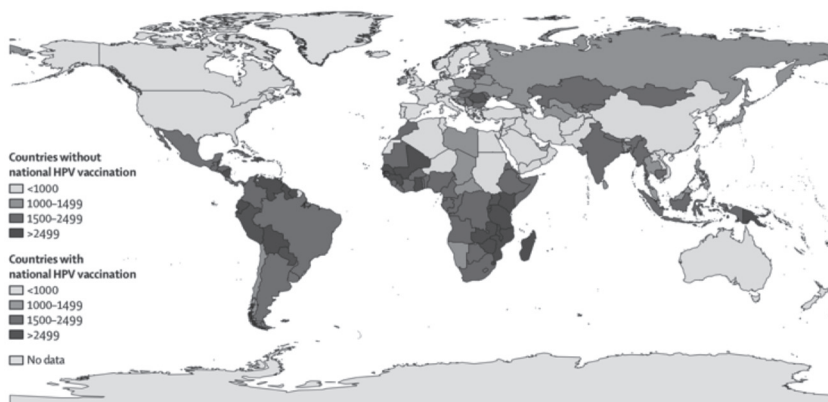 Countries without
national HPV vaccination
<1000
1000–1499
1500–2499
>2499
Countries with
national HPV vaccination
<1000
1000–1499
1500–2499
>2499
No data